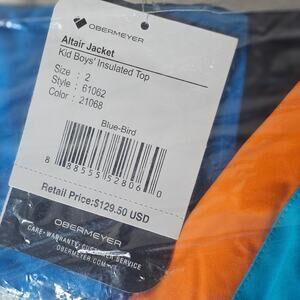 OBERMEYER
Altair Jacket
Kid Boys' Insulated Top
Size : 2
Style : 61062
Color : 21068
Blue-Bird
8 88555 52806 0
Retail Price:$129.50 USD
OBERMEYER
CARE•WARRANTY•CUSTOMER SERVICE
OBERMEYER.COM